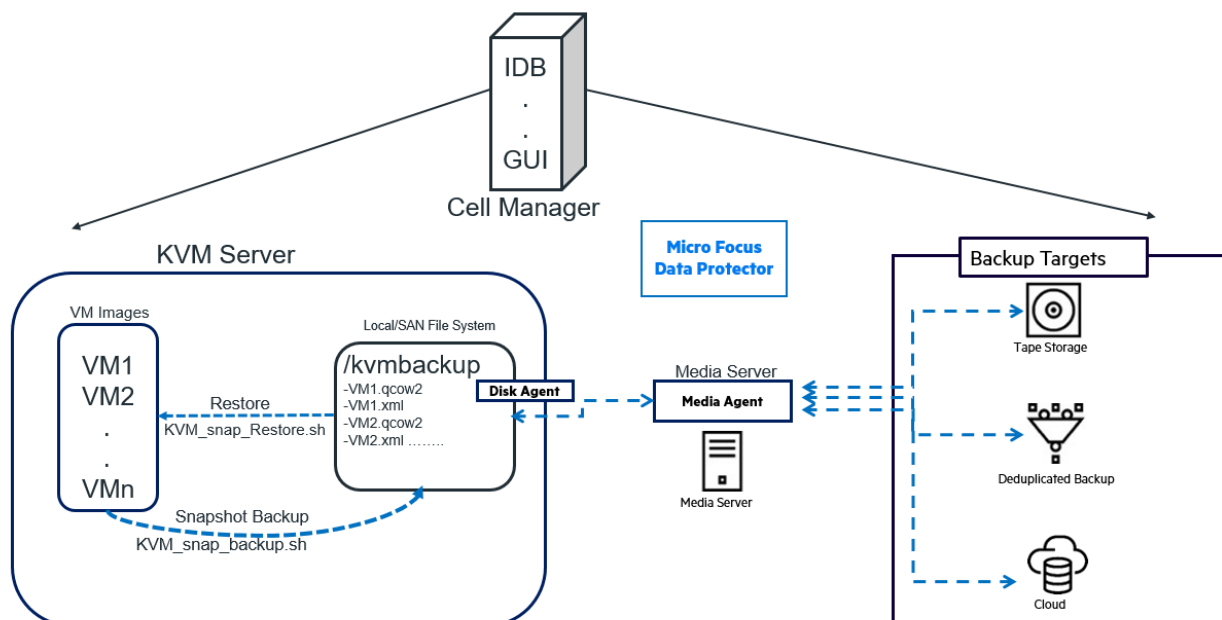 IDB
.
.
GUI
Cell Manager
KVM Server
Micro Focus
Data Protector
Backup Targets
VM Images
VM1
VM2
.
.
VMn
Local/SAN File System
/kvmbackup
-VM1.qcow2
-VM1.xml
-VM2.qcow2
-VM2.xml ........
Disk Agent
Restore
KVM_snap_Restore.sh
Snapshot Backup
KVM_snap_backup.sh
Media Server
Media Agent
Media Server
Tape Storage
Deduplicated Backup
Cloud